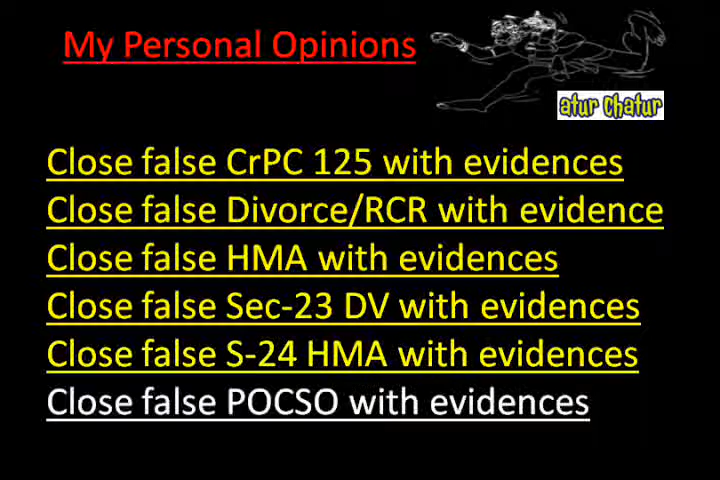 My Personal Opinions
atur Chatur
Close false CrPC 125 with evidences
Close false Divorce/RCR with evidence
Close false HMA with evidences
Close false Sec-23 DV with evidences
Close false S-24 HMA with evidences
Close false POCSO with evidences